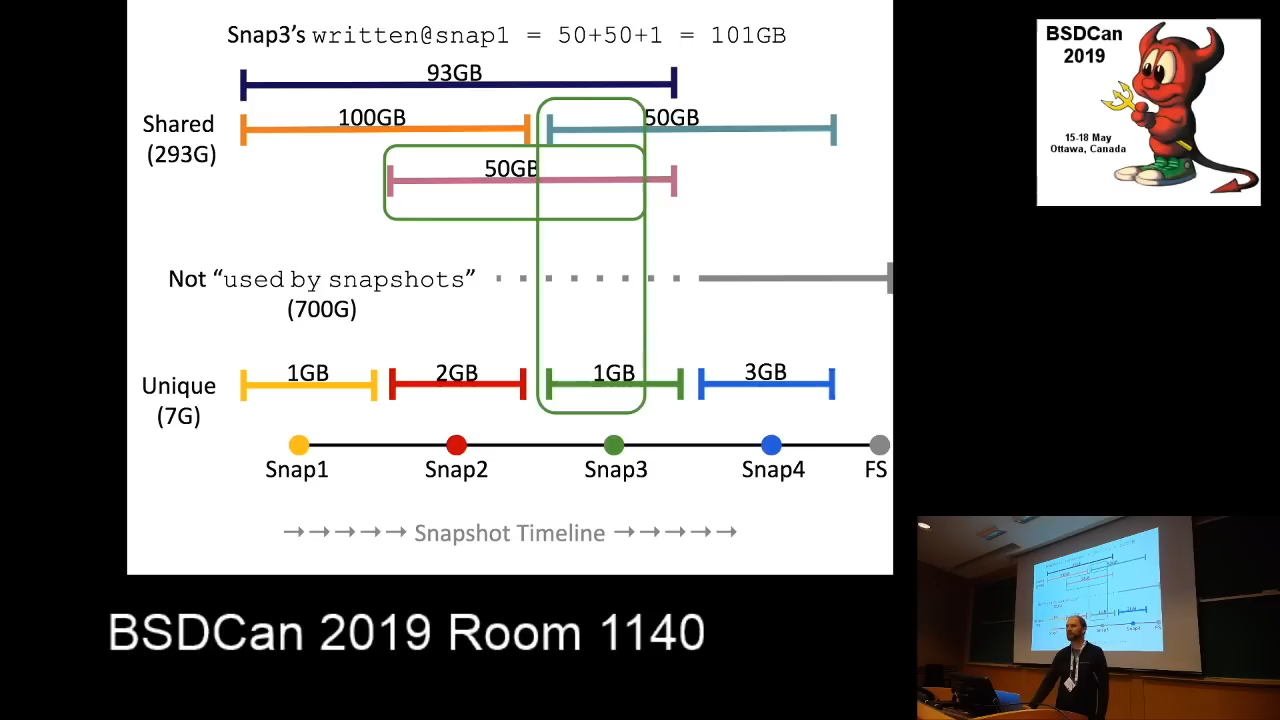 Snap3’s written@snap1 = 50+50+1 = 101GB
93GB
Shared
(293G)
100GB
50GB
50GB
Not “used by snapshots”
(700G)
Unique
(7G)
1GB
2GB
1GB
3GB
Snap1
Snap2
Snap3
Snap4
FS
→→→→→ Snapshot Timeline →→→→→
BSDCan 2019 Room 1140
BSDCan
2019
15-18 May
Ottawa, Canada